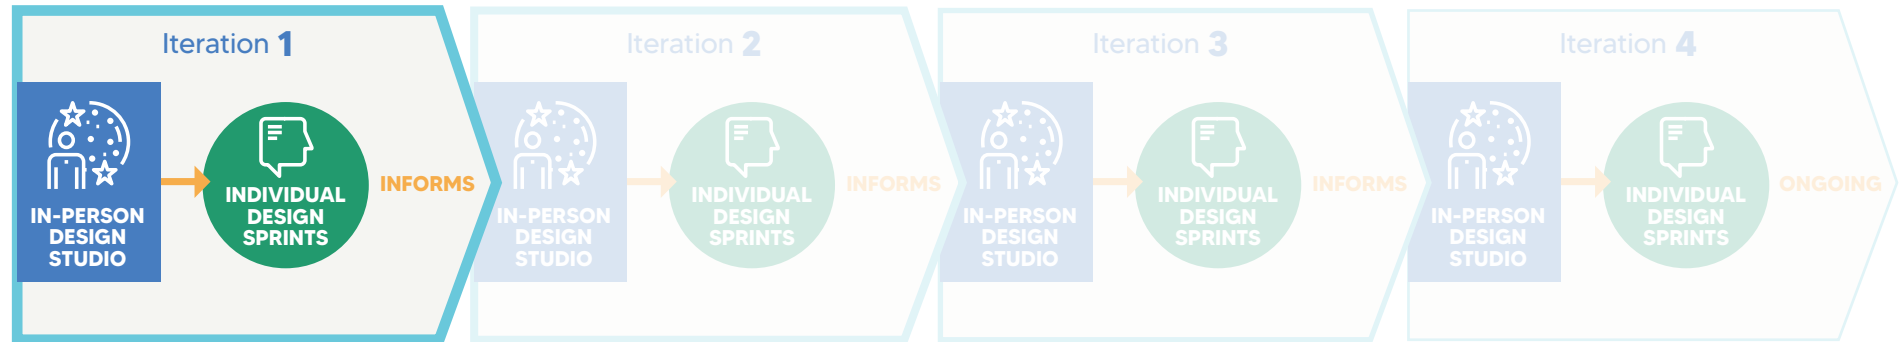 Iteration 1
IN-PERSON
DESIGN
STUDIO
INDIVIDUAL
DESIGN
SPRINTS
INFORMS
Iteration 2
IN-PERSON
DESIGN
STUDIO
INDIVIDUAL
DESIGN
SPRINTS
INFORMS
Iteration 3
IN-PERSON
DESIGN
STUDIO
INDIVIDUAL
DESIGN
SPRINTS
INFORMS
Iteration 4
IN-PERSON
DESIGN
STUDIO
INDIVIDUAL
DESIGN
SPRINTS
ONGOING